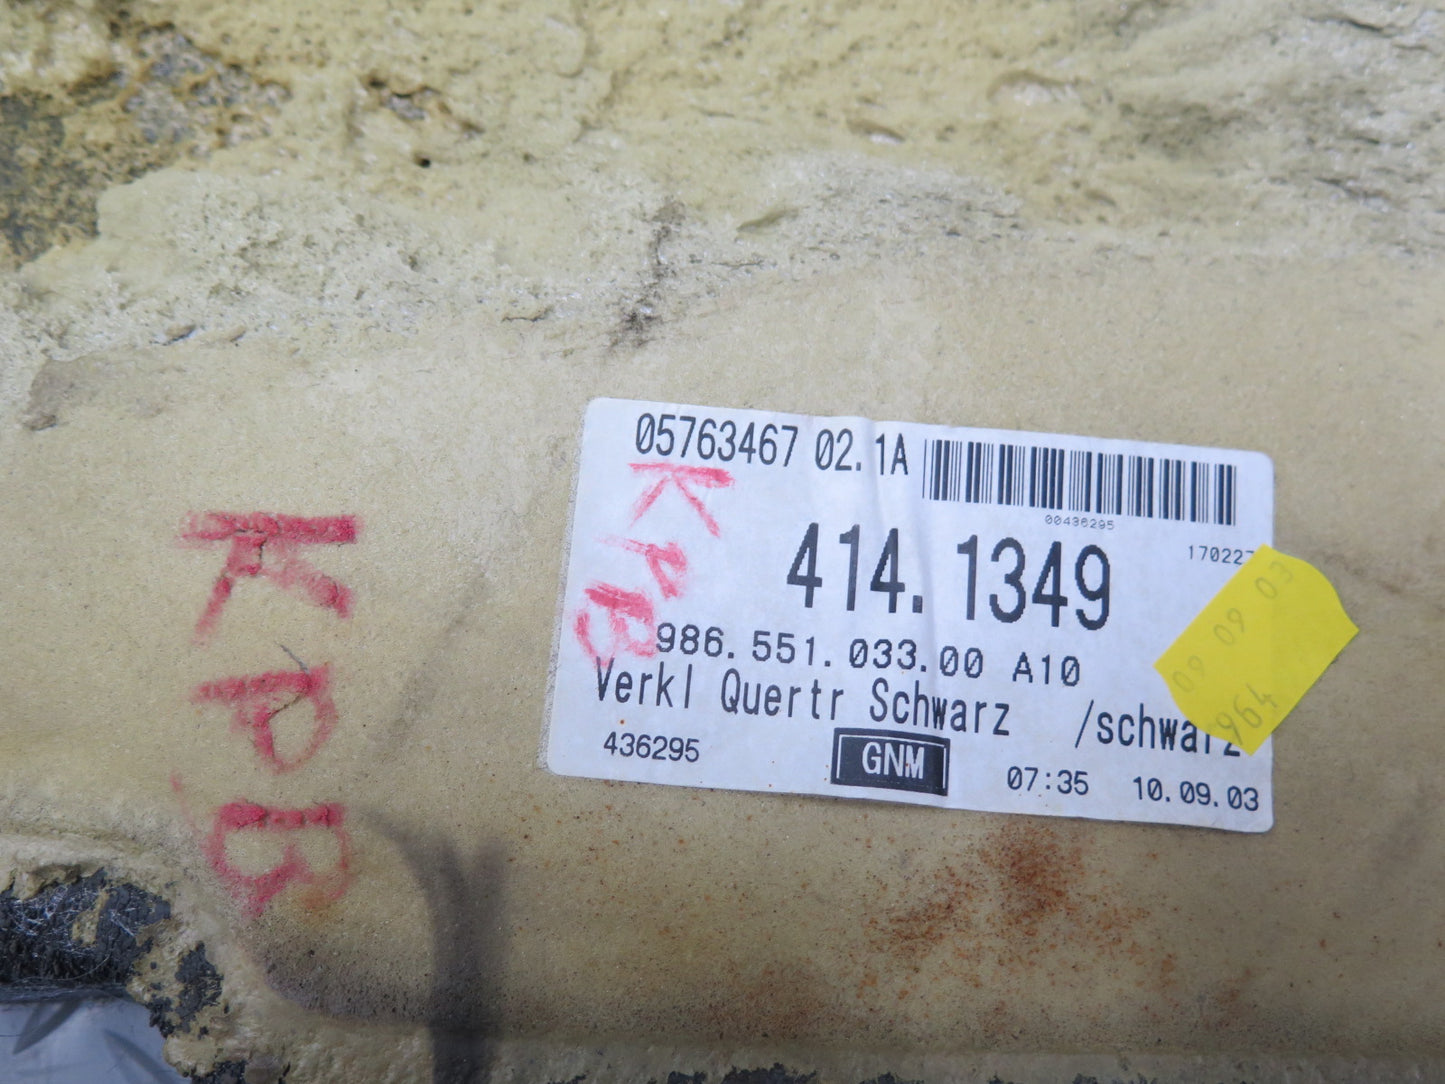 05763467 02.1A
00436295
17022
414.1349
986.551.033.00 A10
Verkl Quertr Schwarz /schwarz
436295
GNM
07:35 10.09.03
09 09 03
964
KPB
KPB